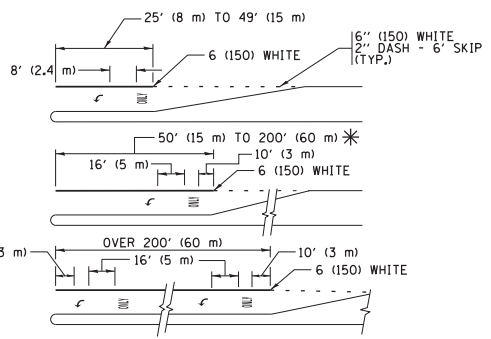 25' (8 m) TO 49' (15 m)
6 (150) WHITE
6" (150) WHITE
2" DASH - 6' SKIP
(TYP.)
8' (2.4 m)
ONLY
50' (15 m) TO 200' (60 m)
16' (5 m)
10' (3 m)
6 (150) WHITE
ONLY
OVER 200' (60 m)
3 m)
16' (5 m)
10' (3 m)
6 (150) WHITE
ONLY
ONLY